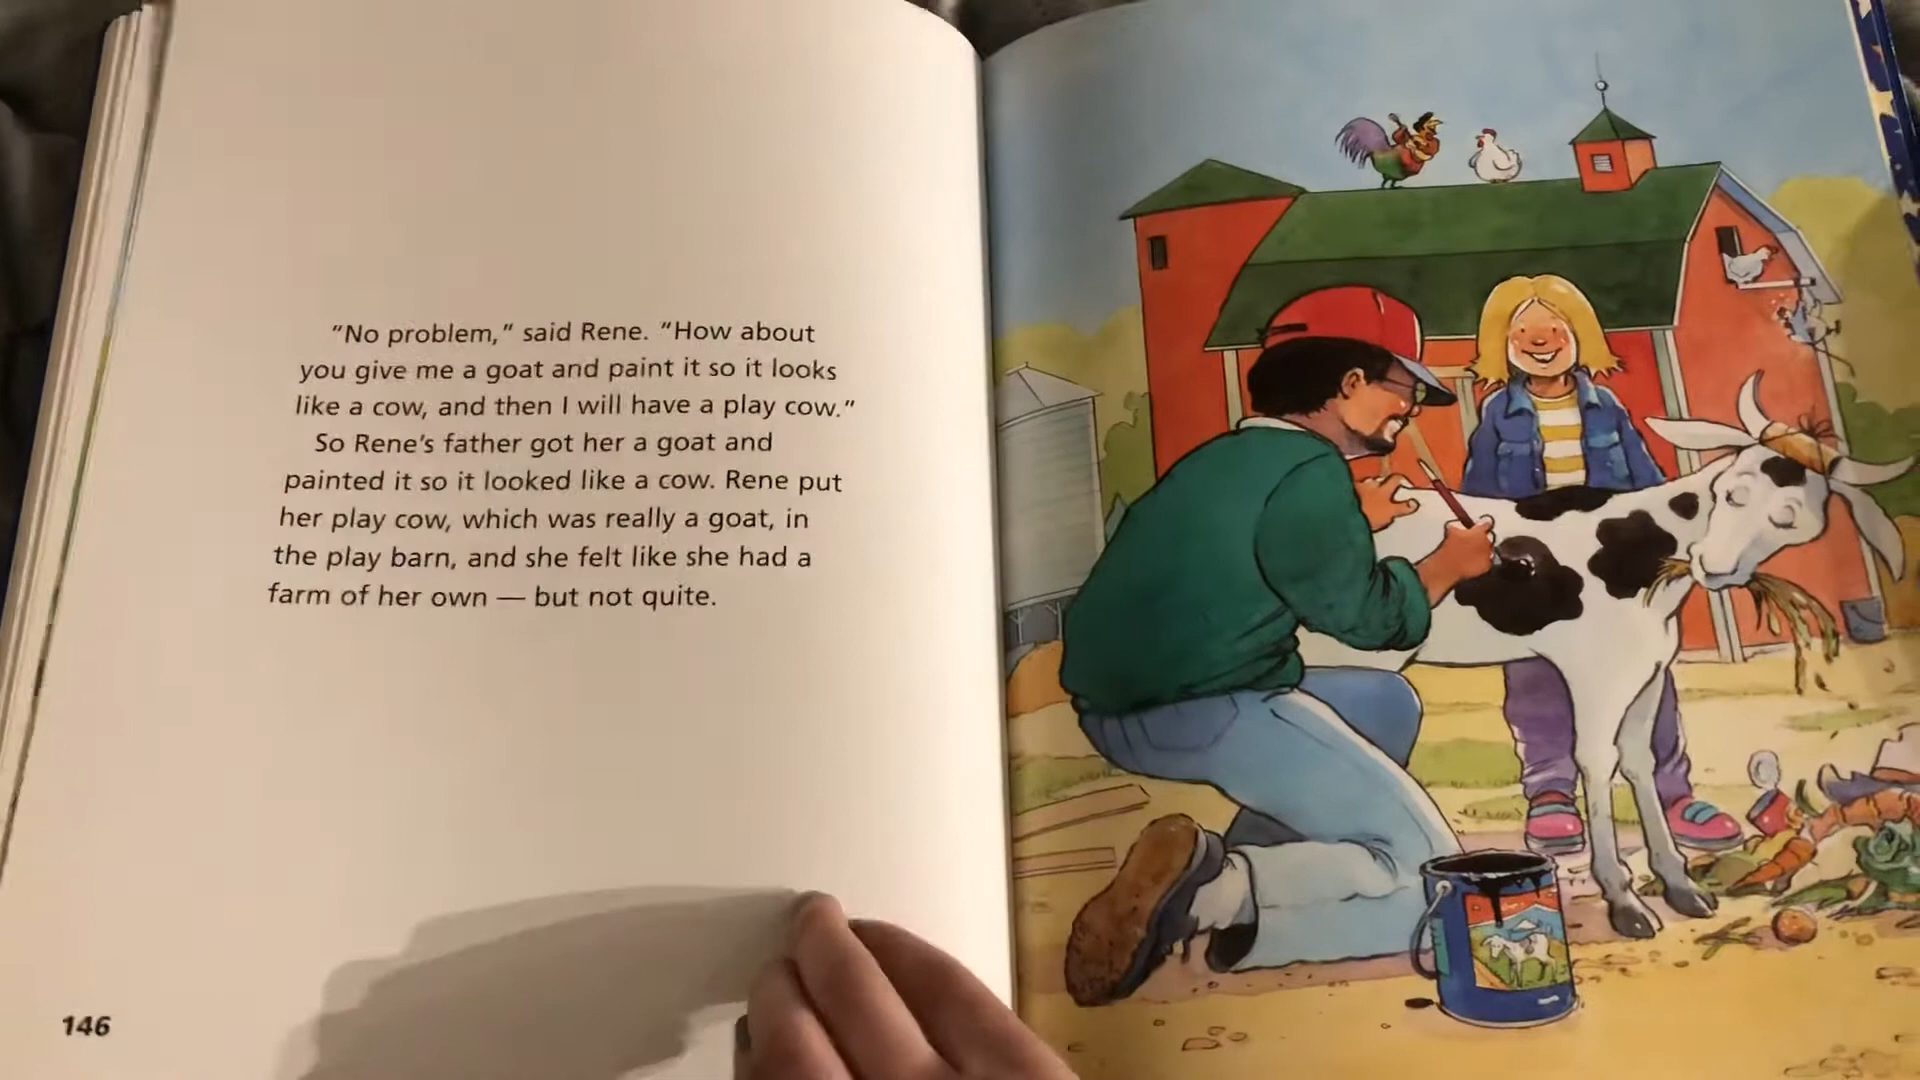 “No problem,” said Rene. “How about
you give me a goat and paint it so it looks
like a cow, and then I will have a play cow.”
So Rene’s father got her a goat and
painted it so it looked like a cow. Rene put
her play cow, which was really a goat, in
the play barn, and she felt like she had a
farm of her own — but not quite.
146